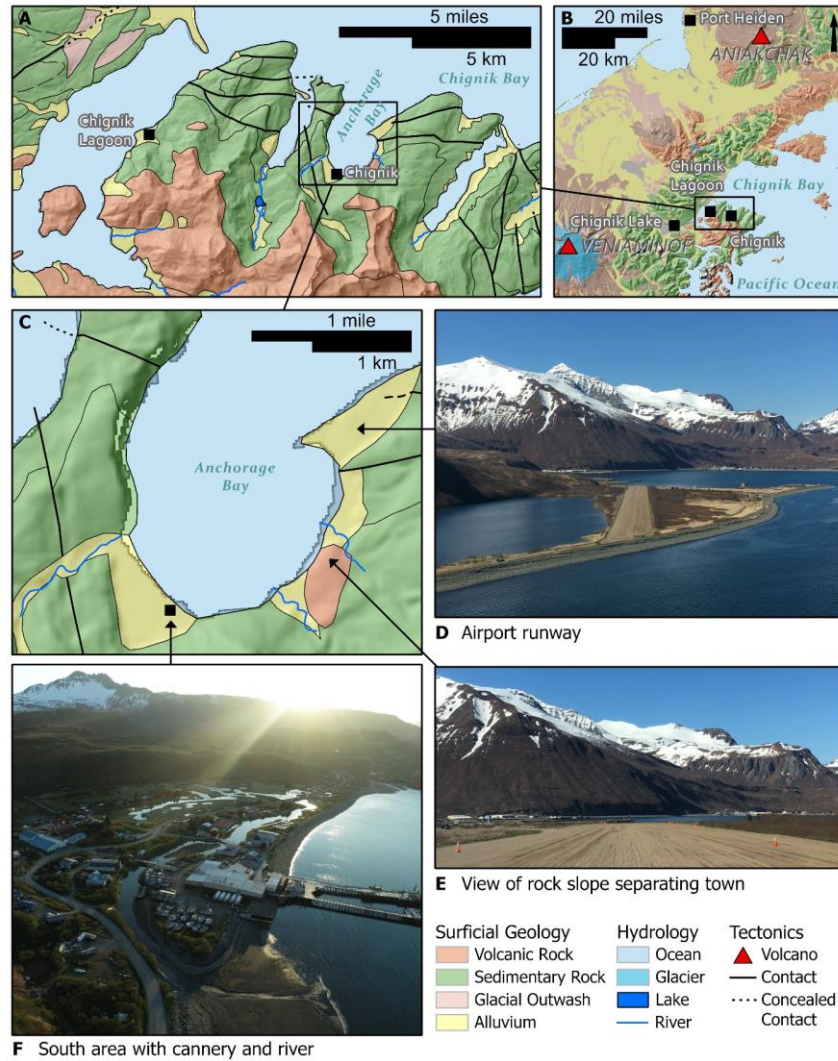 A
5 miles
5 km
Chignik Bay
Anchorage
Bay
Chignik
Lagoon
Chignik
B
20 miles
20 km
Port Heiden
ANIAKCHAK
Chignik
Lagoon
Chignik Bay
Chignik Lake
VENIAMINOF
Chignik
Pacific Ocean
C
1 mile
1 km
Anchorage
Bay
D Airport runway
E View of rock slope separating town
F South area with cannery and river
Surficial Geology
Volcanic Rock
Sedimentary Rock
Glacial Outwash
Alluvium
Hydrology
Ocean
Glacier
Lake
River
Tectonics
Volcano
Contact
Concealed
Contact